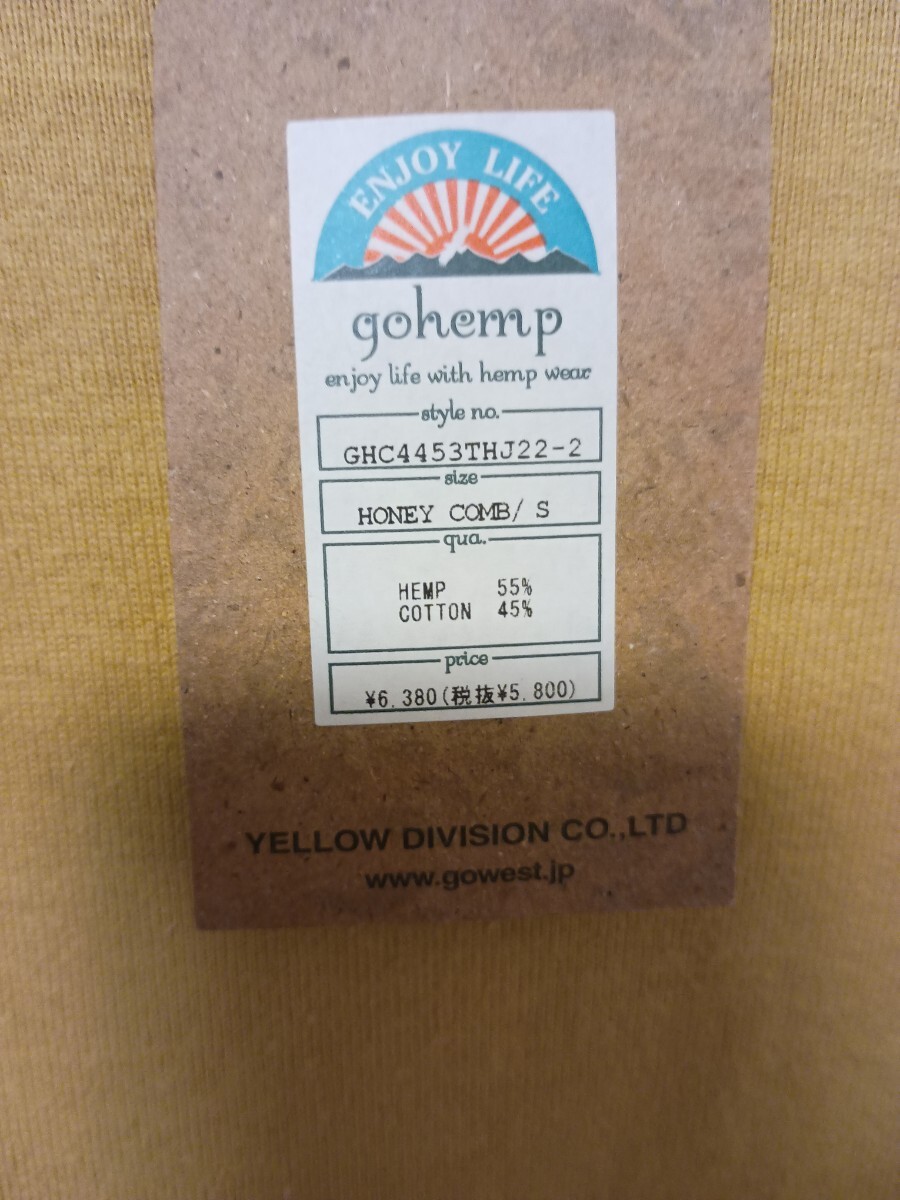 ENJOY LIFE
gohemp
enjoy life with hemp wear
style no.
GHC4453THJ22-2
size
HONEY COMB/ S
qua.
HEMP 55%
COTTON 45%
price
¥6.380(税抜¥5.800)
YELLOW DIVISION CO.,LTD
www.gowest.jp